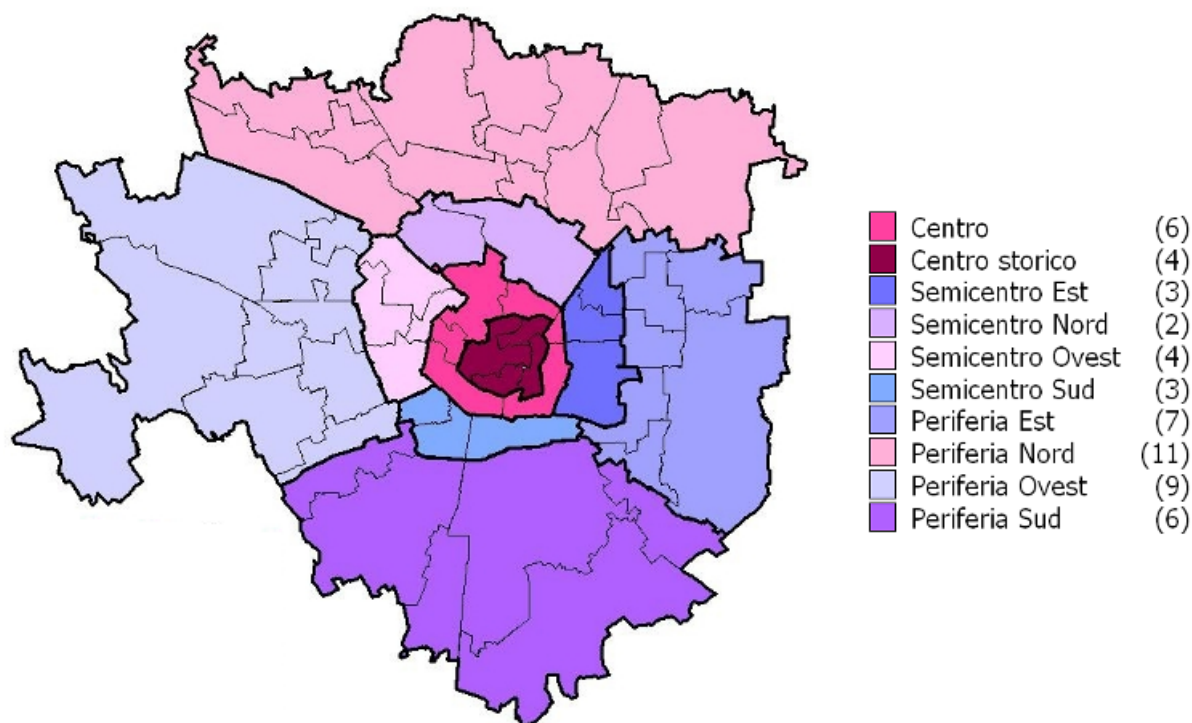 Centro (6)
Centro storico (4)
Semicentro Est (3)
Semicentro Nord (2)
Semicentro Ovest (4)
Semicentro Sud (3)
Periferia Est (7)
Periferia Nord (11)
Periferia Ovest (9)
Periferia Sud (6)